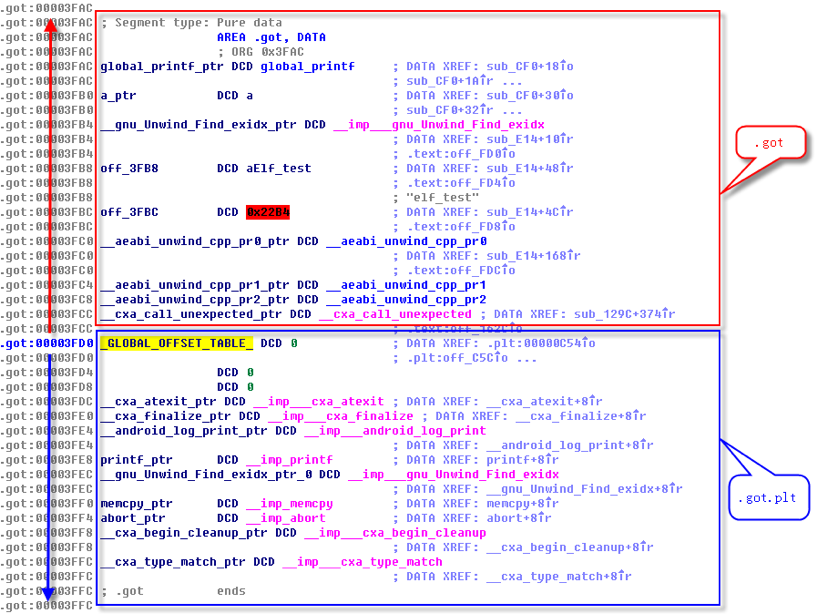 .got:00003FAC
.got:00003FAC ; Segment type: Pure data
.got:00003FAC AREA .got, DATA
.got:00003FAC ; ORG 0x3FAC
.got:00003FAC global_printf_ptr DCD global_printf ; DATA XREF: sub_CF0+18↑o
.got:00003FAC ; sub_CF0+1A↑r ...
.got:00003FB0 a_ptr DCD a ; DATA XREF: sub_CF0+30↑o
.got:00003FB0 ; sub_CF0+32↑r ...
.got:00003FB4 __gnu_Unwind_Find_exidx_ptr DCD __imp___gnu_Unwind_Find_exidx
.got:00003FB4 ; DATA XREF: sub_E14+10↑r
.got:00003FB4 ; .text:off_FD0↑o
.got:00003FB8 off_3FB8 DCD aElf_test ; DATA XREF: sub_E14+48↑r
.got:00003FB8 ; .text:off_FD4↑o
.got:00003FB8 ; "elf_test"
.got:00003FBC off_3FBC DCD 0x22B4 ; DATA XREF: sub_E14+4C↑r
.got:00003FBC ; .text:off_FD8↑o
.got:00003FC0 __aeabi_unwind_cpp_pr0_ptr DCD __aeabi_unwind_cpp_pr0
.got:00003FC0 ; DATA XREF: sub_E14+168↑r
.got:00003FC0 ; .text:off_FDC↑o
.got:00003FC4 __aeabi_unwind_cpp_pr1_ptr DCD __aeabi_unwind_cpp_pr1
.got:00003FC8 __aeabi_unwind_cpp_pr2_ptr DCD __aeabi_unwind_cpp_pr2
.got:00003FCC __cxa_call_unexpected_ptr DCD __cxa_call_unexpected ; DATA XREF: sub_129C+374↑r
.got:00003FCC ; .text:off_162C↑o
.got:00003FD0 _GLOBAL_OFFSET_TABLE_ DCD 0 ; DATA XREF: .plt:00000C54↑o
.got:00003FD0 ; .plt:off_C5C↑o ...
.got:00003FD4 DCD 0
.got:00003FD8 DCD 0
.got:00003FDC __cxa_atexit_ptr DCD __imp___cxa_atexit ; DATA XREF: __cxa_atexit+8↑r
.got:00003FE0 __cxa_finalize_ptr DCD __imp___cxa_finalize ; DATA XREF: __cxa_finalize+8↑r
.got:00003FE4 __android_log_print_ptr DCD __imp___android_log_print
.got:00003FE4 ; DATA XREF: __android_log_print+8↑r
.got:00003FE8 printf_ptr DCD __imp_printf ; DATA XREF: printf+8↑r
.got:00003FEC __gnu_Unwind_Find_exidx_ptr_0 DCD __imp___gnu_Unwind_Find_exidx
.got:00003FEC ; DATA XREF: __gnu_Unwind_Find_exidx+8↑r
.got:00003FF0 memcpy_ptr DCD __imp_memcpy ; DATA XREF: memcpy+8↑r
.got:00003FF4 abort_ptr DCD __imp_abort ; DATA XREF: abort+8↑r
.got:00003FF8 __cxa_begin_cleanup_ptr DCD __imp___cxa_begin_cleanup
.got:00003FF8 ; DATA XREF: __cxa_begin_cleanup+8↑r
.got:00003FFC __cxa_type_match_ptr DCD __imp___cxa_type_match
.got:00003FFC ; DATA XREF: __cxa_type_match+8↑r
.got:00003FFC ; .got ends
.got:00003FFC
.got
.got.plt